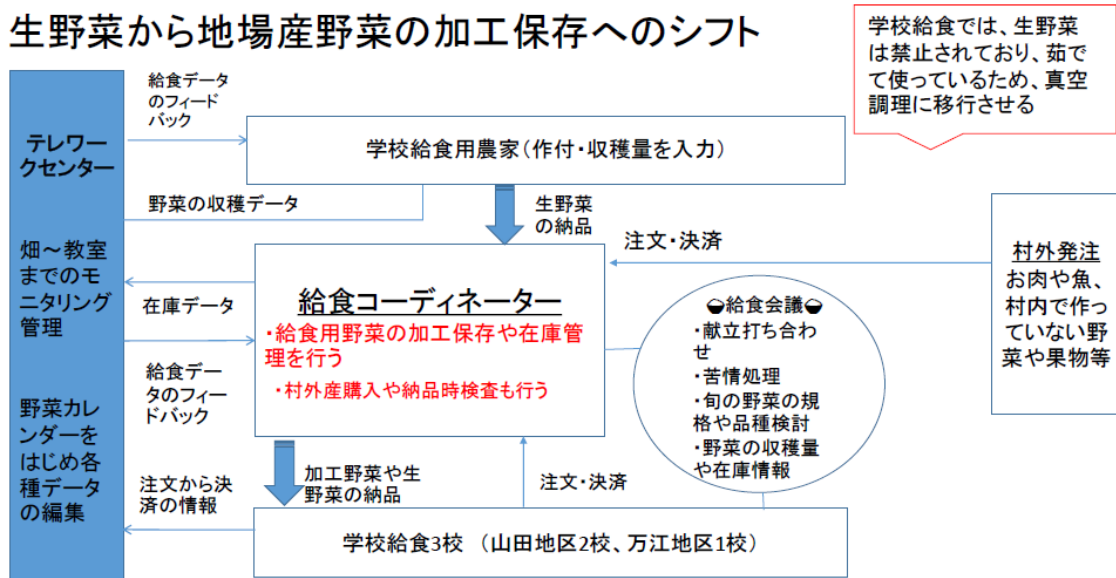 生野菜から地場産野菜の加工保存へのシフト
学校給食では、生野菜
は禁止されており、茹で
て使っているため、真空
調理に移行させる
テレワー
クセンター
畑～教室
までのモ
ニタリング
管理
野菜カレ
ンダーを
はじめ各
種データ
の編集
給食データ
のフィード
バック
学校給食用農家(作付・収穫量を入力)
野菜の収穫データ
生野菜
の納品
注文・決済
村外発注
お肉や魚、
村内で作っ
ていない野
菜や果物等
在庫データ
給食デー
タのフィー
ドバック
給食コーディネーター
・給食用野菜の加工保存や在庫管
理を行う
・村外産購入や納品時検査も行う
給食会議
・献立打ち合わ
せ
・苦情処理
・旬の野菜の規
格や品種検討
・野菜の収穫量
や在庫情報
注文から決
済の情報
加工野菜や生
野菜の納品
注文・決済
学校給食3校 (山田地区2校、万江地区1校)